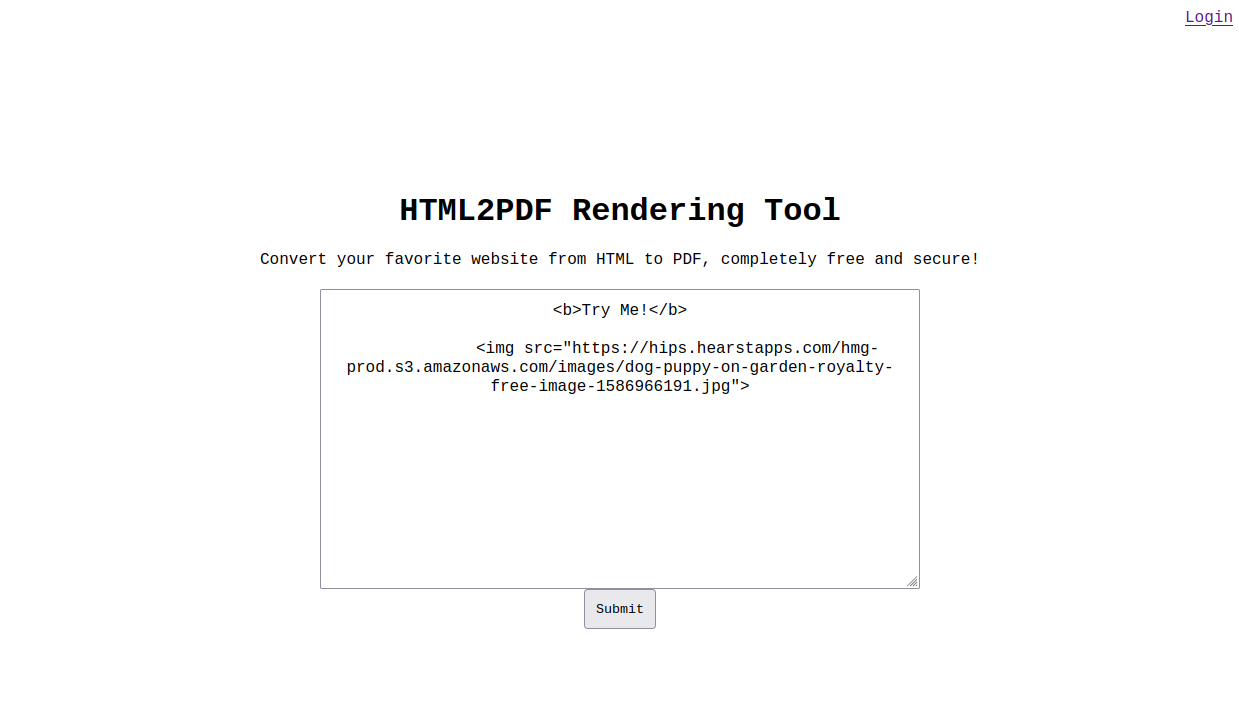 Login
HTML2PDF Rendering Tool
Convert your favorite website from HTML to PDF, completely free and secure!
<b>Try Me!</b>
<img src="https://hips.hearstapps.com/hmg-
prod.s3.amazonaws.com/images/dog-puppy-on-garden-royalty-
free-image-1586966191.jpg">
Submit